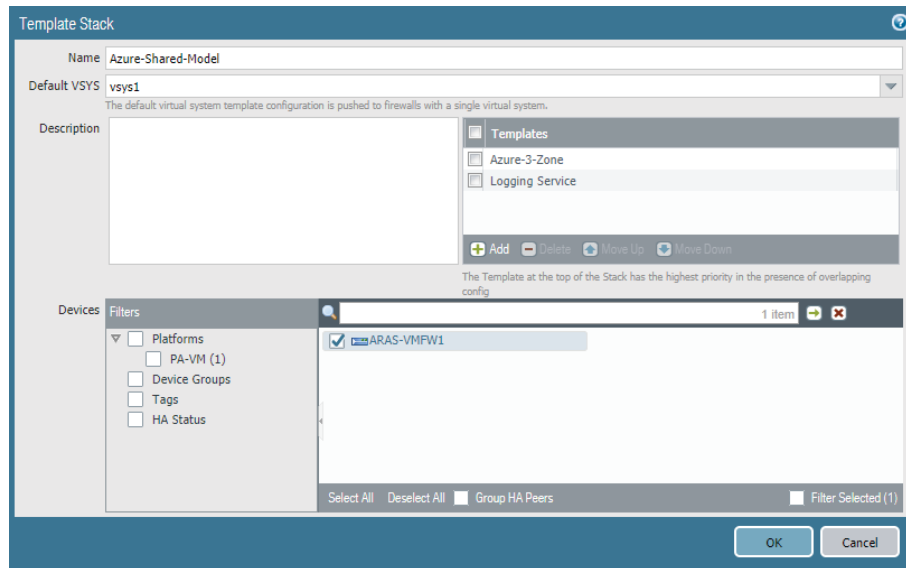 Template Stack
Name Azure-Shared-Model
Default VSYS vsys1
The default virtual system template configuration is pushed to firewalls with a single virtual system.
Description
Templates
Azure-3-Zone
Logging Service
Add Delete Move Up Move Down
The Template at the top of the Stack has the highest priority in the presence of overlapping
config
Devices Filters
1 item
Platforms
PA-VM (1)
Device Groups
Tags
HA Status
ARAS-VMFW1
Select All Deselect All Group HA Peers Filter Selected (1)
OK Cancel